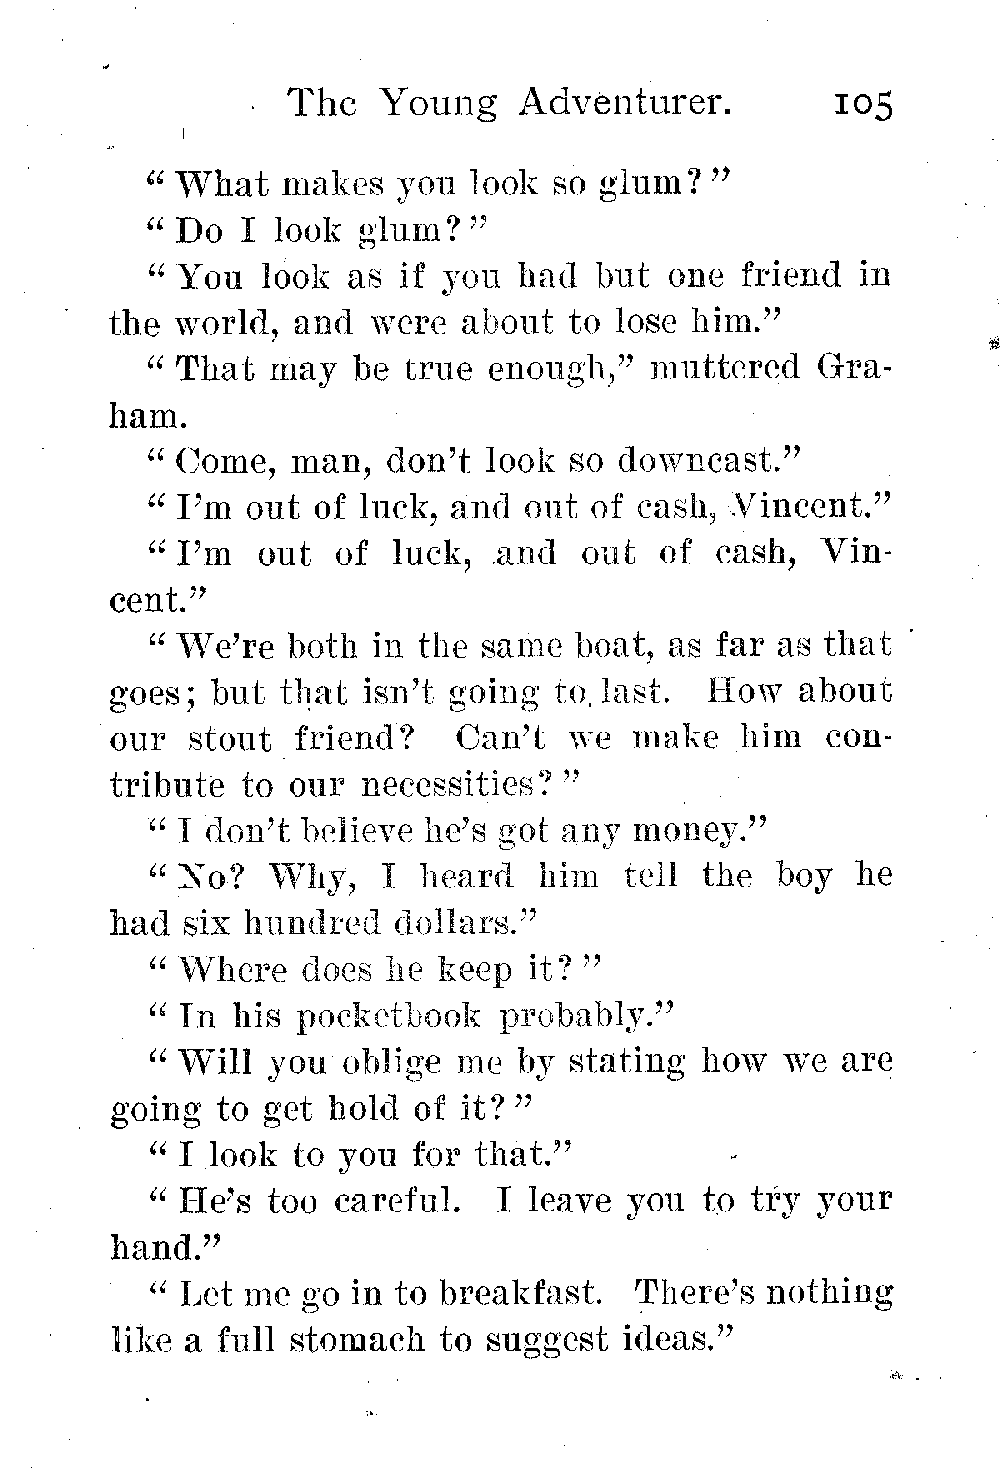 The Young Adventurer. 105
“What makes you look so glum?”
“Do I look glum?”
“You look as if you had but one friend in
the world, and were about to lose him.”
“That may be true enough,” muttered Gra-
ham.
“Come, man, don’t look so downcast.”
“I’m out of luck, and out of cash, Vincent.”
“I’m out of luck, and out of cash, Vin-
cent.”
“We’re both in the same boat, as far as that
goes; but that isn’t going to last. How about
our stout friend? Can’t we make him con-
tribute to our necessities?”
“I don’t believe he’s got any money.”
“No? Why, I heard him tell the boy he
had six hundred dollars.”
“Where does he keep it?”
“In his pocketbook probably.”
“Will you oblige me by stating how we are
going to get hold of it?”
“I look to you for that.”
“He’s too careful. I leave you to try your
hand.”
“Let me go in to breakfast. There’s nothing
like a full stomach to suggest ideas.”